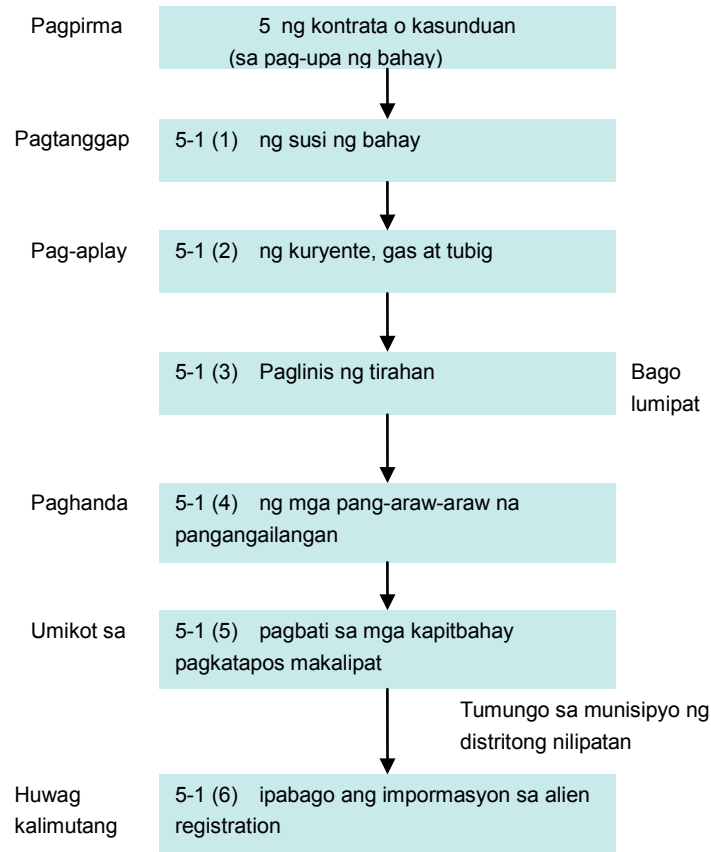 Pagpirma 5 ng kontrata o kasunduan
(sa pag-upa ng bahay)
Pagtanggap 5-1 (1) ng susi ng bahay
Pag-aplay 5-1 (2) ng kuryente, gas at tubig
5-1 (3) Paglinis ng tirahan
Bago
lumipat
Paghanda 5-1 (4) ng mga pang-araw-araw na
pangangailangan
Umikot sa 5-1 (5) pagbati sa mga kapitbahay
pagkatapos makalipat
Tumungo sa munisipyo ng
distritong nilipatan
Huwag
kalimutang
5-1 (6) ipabago ang impormasyon sa alien
registration